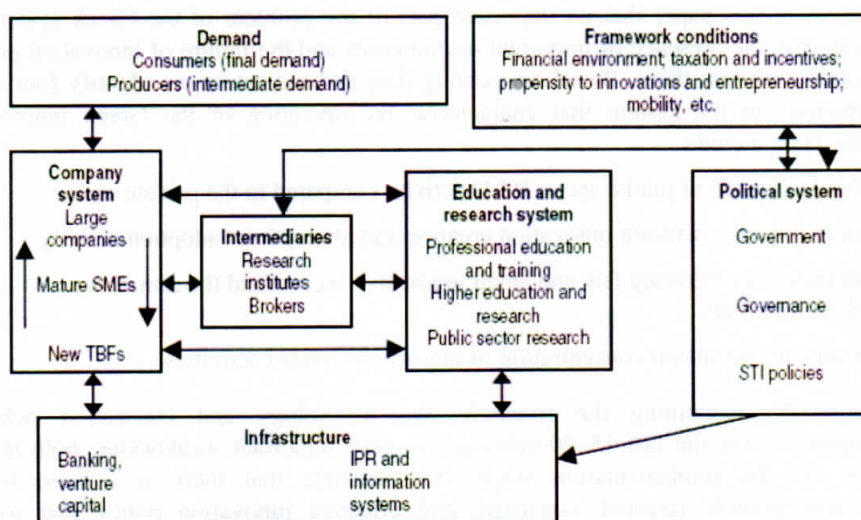 Demand
Consumers (final demand)
Producers (intermediate demand)
Framework conditions
Financial environment; taxation and incentives;
propensity to innovations and entrepreneurship;
mobility, etc.
Company
system
Large
companies
Mature SMEs
New TBFs
Intermediaries
Research
institutes
Brokers
Education and
research system
Professional education
and training
Higher education and
research
Public sector research
Political system
Government
Governance
STI policies
Infrastructure
Banking,
venture
capital
IPR and
information
systems